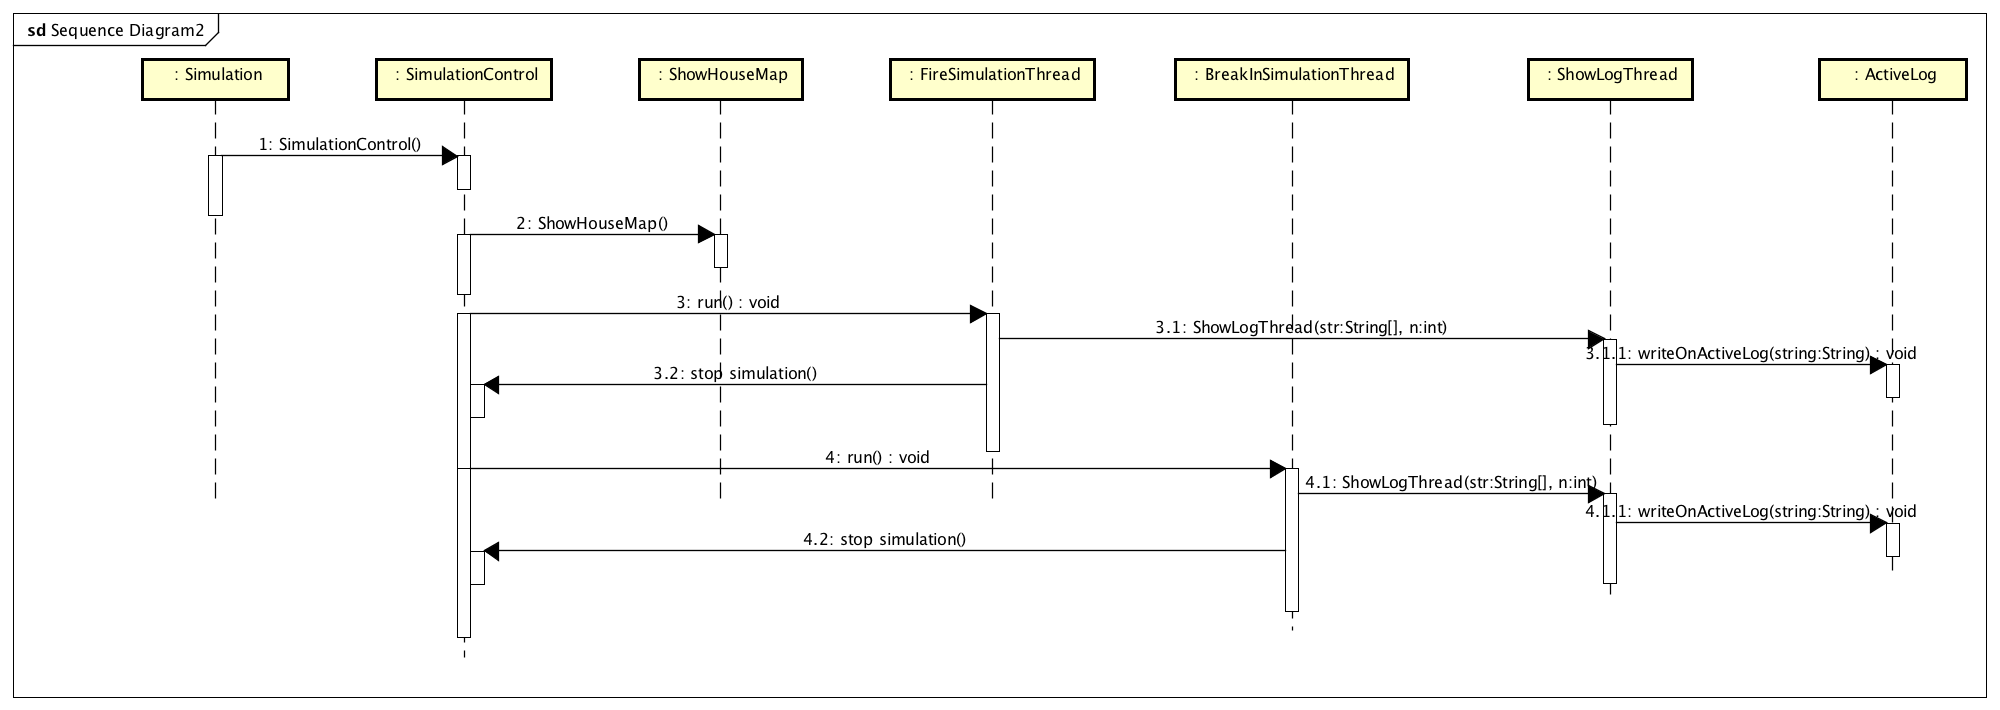 sd Sequence Diagram2
: Simulation
: SimulationControl
: ShowHouseMap
: FireSimulationThread
: BreakInSimulationThread
: ShowLogThread
: ActiveLog
1: SimulationControl()
2: ShowHouseMap()
3: run() : void
3.1: ShowLogThread(str:String[], n:int)
3.1.1: writeOnActiveLog(string:String) : void
3.2: stop simulation()
4: run() : void
4.1: ShowLogThread(str:String[], n:int)
4.1.1: writeOnActiveLog(string:String) : void
4.2: stop simulation()